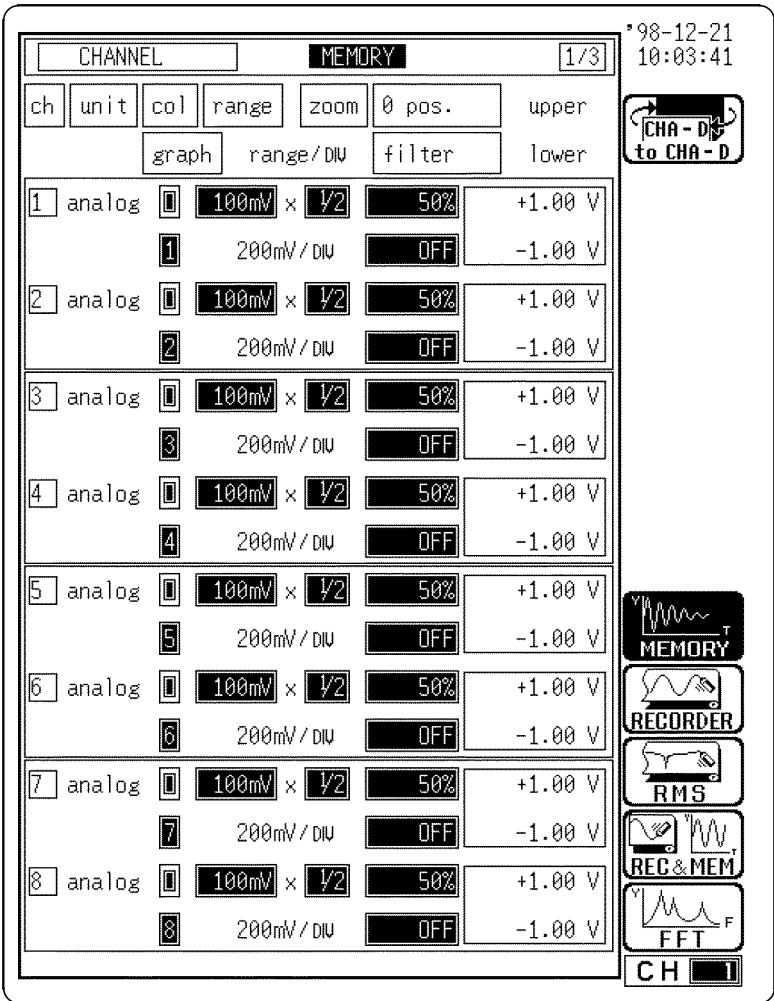 '98-12-21
10:03:41
CHANNEL MEMORY 1/3
ch unit col range zoom 0 pos. upper
graph range/DIV filter lower
CHA-D
to CHA-D
1 analog 100mV × 1/2 50% +1.00 V
1 200mV/DIV OFF -1.00 V
2 analog 100mV × 1/2 50% +1.00 V
2 200mV/DIV OFF -1.00 V
3 analog 100mV × 1/2 50% +1.00 V
3 200mV/DIV OFF -1.00 V
4 analog 100mV × 1/2 50% +1.00 V
4 200mV/DIV OFF -1.00 V
5 analog 100mV × 1/2 50% +1.00 V
5 200mV/DIV OFF -1.00 V
6 analog 100mV × 1/2 50% +1.00 V
6 200mV/DIV OFF -1.00 V
7 analog 100mV × 1/2 50% +1.00 V
7 200mV/DIV OFF -1.00 V
8 analog 100mV × 1/2 50% +1.00 V
8 200mV/DIV OFF -1.00 V
Y T
MEMORY
RECORDER
RMS
Y T
REC&MEM
Y F
FFT
CH 1